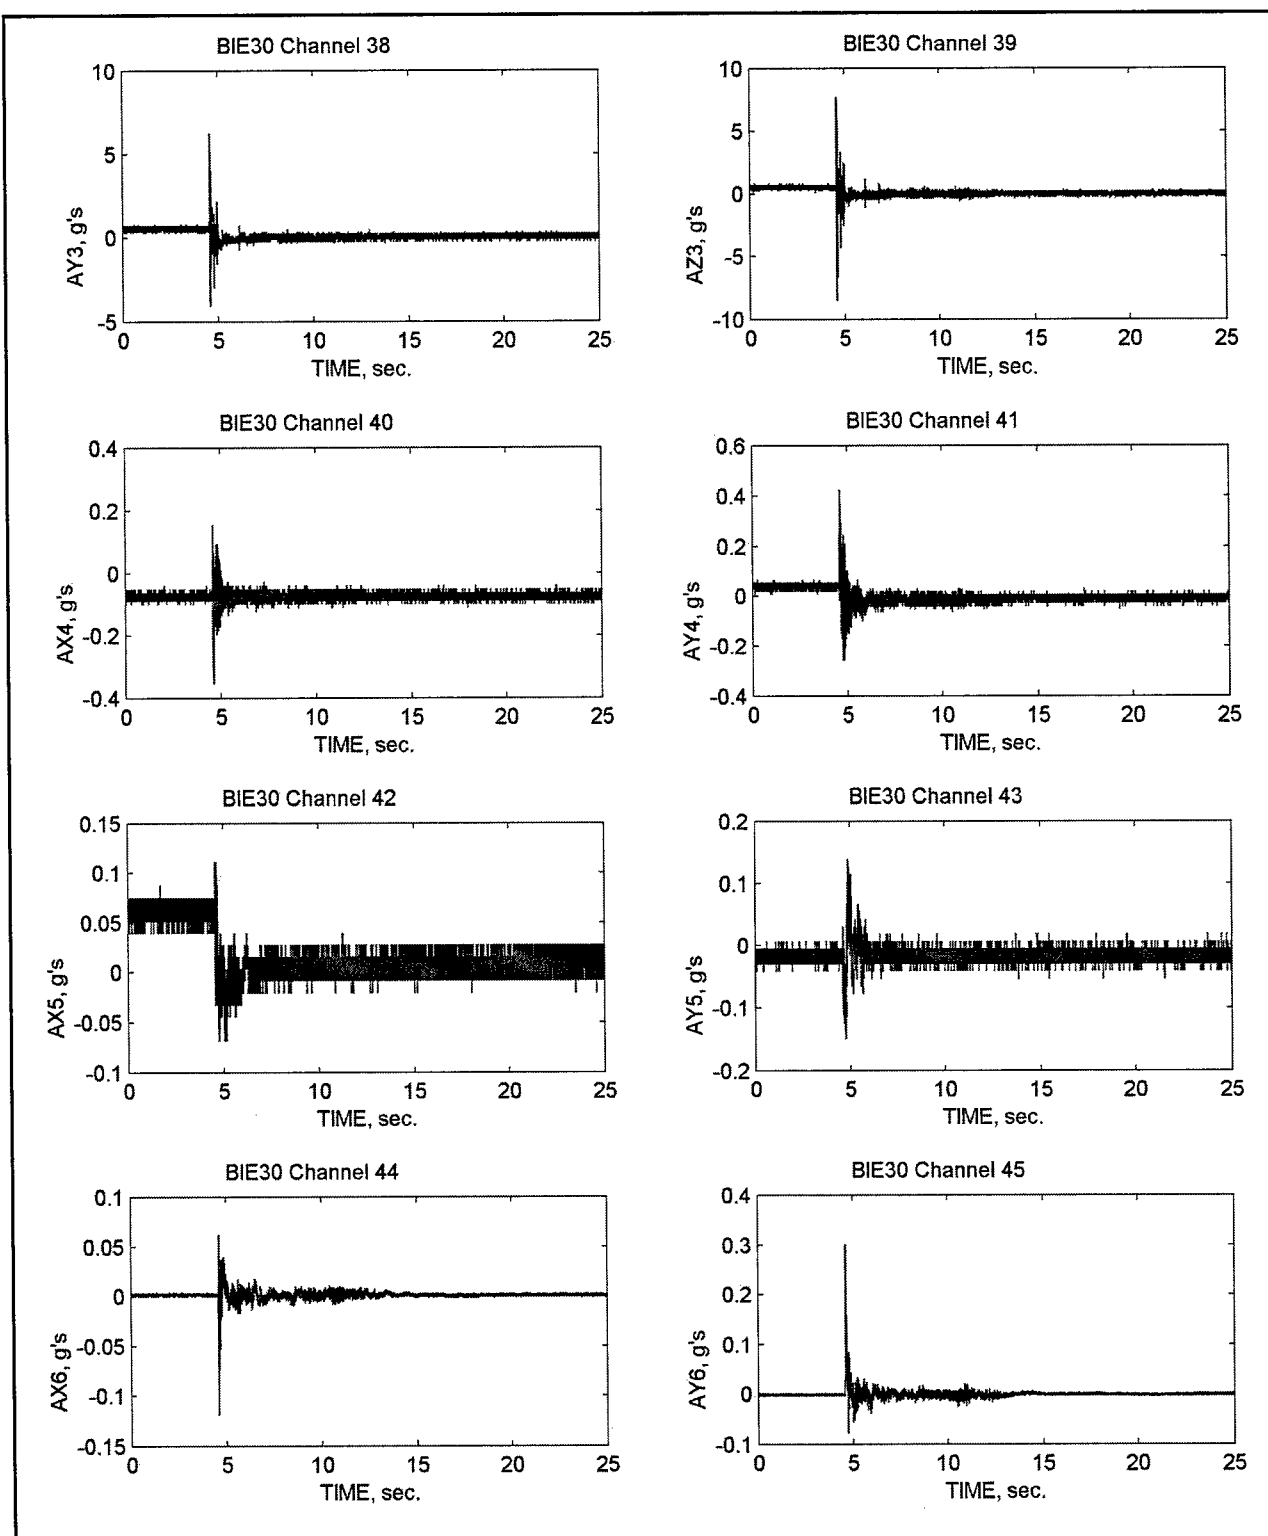 BIE30 Channel 38
10
5
0
-5
AY3, g's
0 5 10 15 20 25
TIME, sec.
BIE30 Channel 39
10
5
0
-5
-10
AZ3, g's
0 5 10 15 20 25
TIME, sec.
BIE30 Channel 40
0.4
0.2
0
-0.2
-0.4
AX4, g's
0 5 10 15 20 25
TIME, sec.
BIE30 Channel 41
0.6
0.4
0.2
0
-0.2
-0.4
AY4, g's
0 5 10 15 20 25
TIME, sec.
BIE30 Channel 42
0.15
0.1
0.05
0
-0.05
-0.1
AX5, g's
0 5 10 15 20 25
TIME, sec.
BIE30 Channel 43
0.2
0.1
0
-0.1
-0.2
AY5, g's
0 5 10 15 20 25
TIME, sec.
BIE30 Channel 44
0.1
0.05
0
-0.05
-0.1
-0.15
AX6, g's
0 5 10 15 20 25
TIME, sec.
BIE30 Channel 45
0.4
0.3
0.2
0.1
0
-0.1
AY6, g's
0 5 10 15 20 25
TIME, sec.